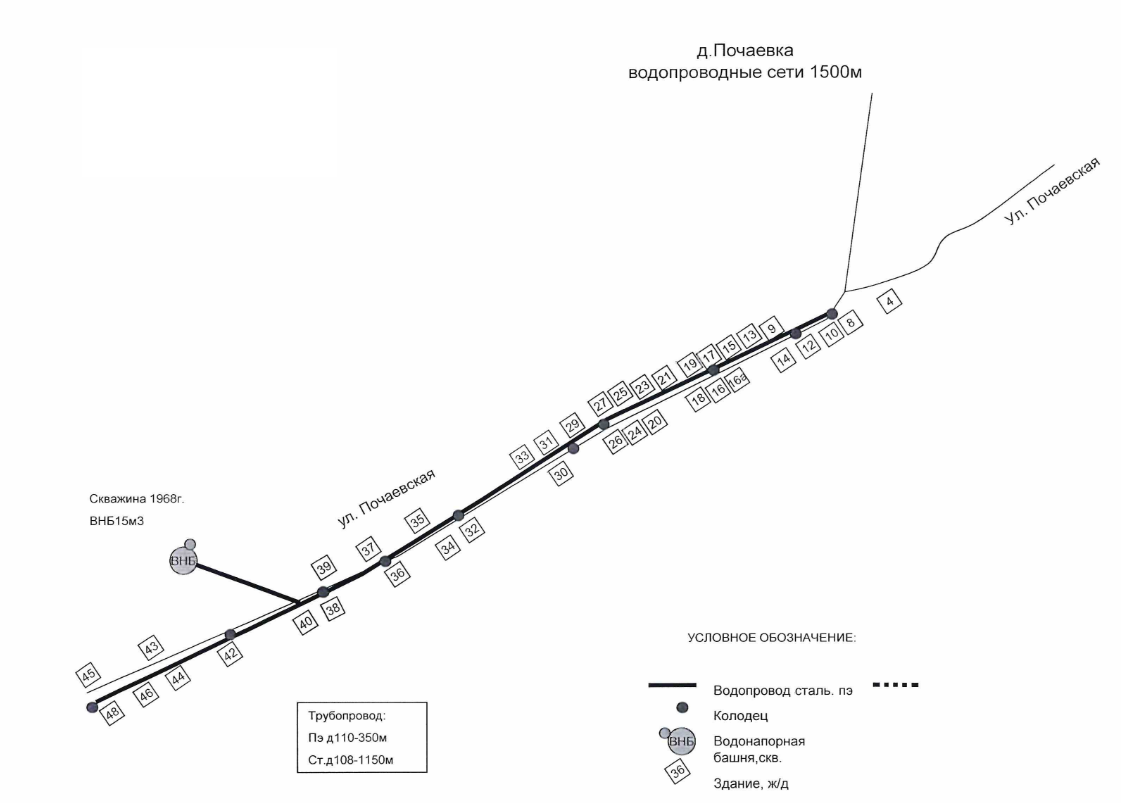 д.Почаевка
водопроводные сети 1500м
Ул. Почаевская
4
8
10
12
14
9
13
15
17
19
16а
16
18
21
23
25
27
20
24
26
29
31
33
30
ул. Почаевская
35
32
34
37
36
39
38
40
Скважина 1968г.
ВНБ15м3
ВНБ
43
42
45
44
46
48
Трубопровод:
Пэ д110-350м
Ст.д108-1150м
УСЛОВНОЕ ОБОЗНАЧЕНИЕ:
Водопровод сталь. пэ
Колодец
ВНБ
Водонапорная
башня,скв.
36
Здание, ж/д